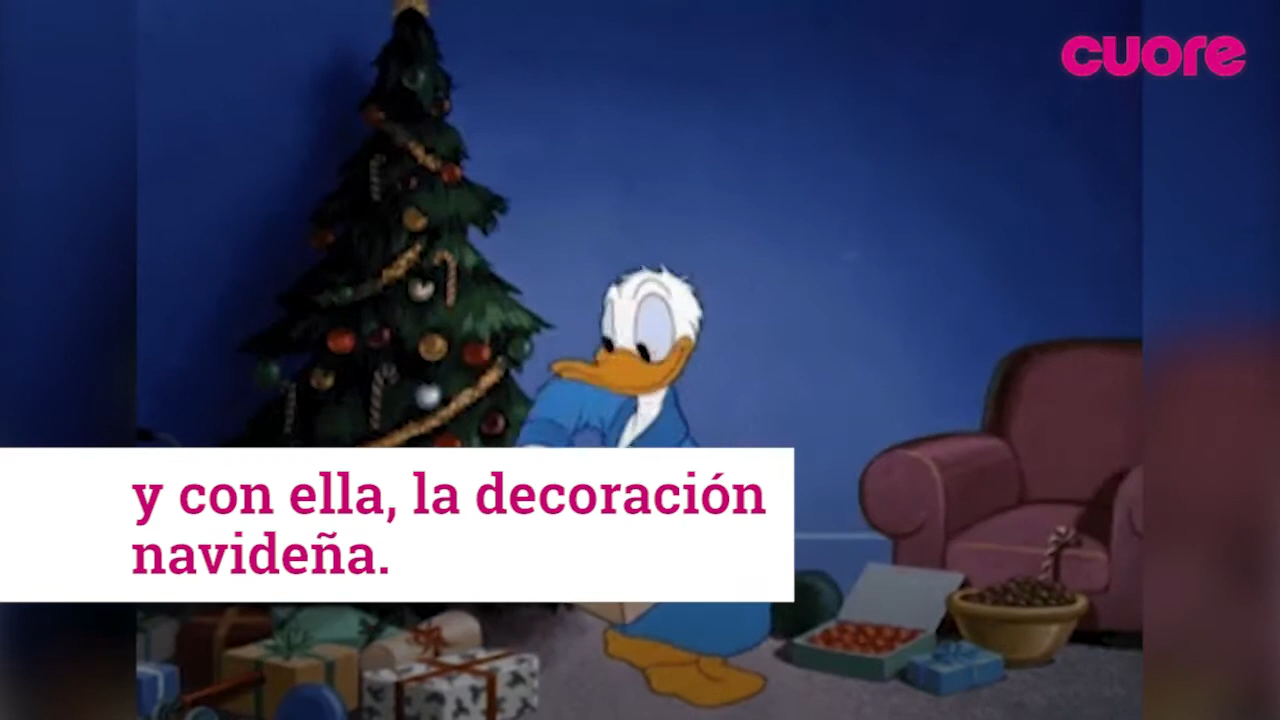 cuore
y con ella, la decoración
navideña.